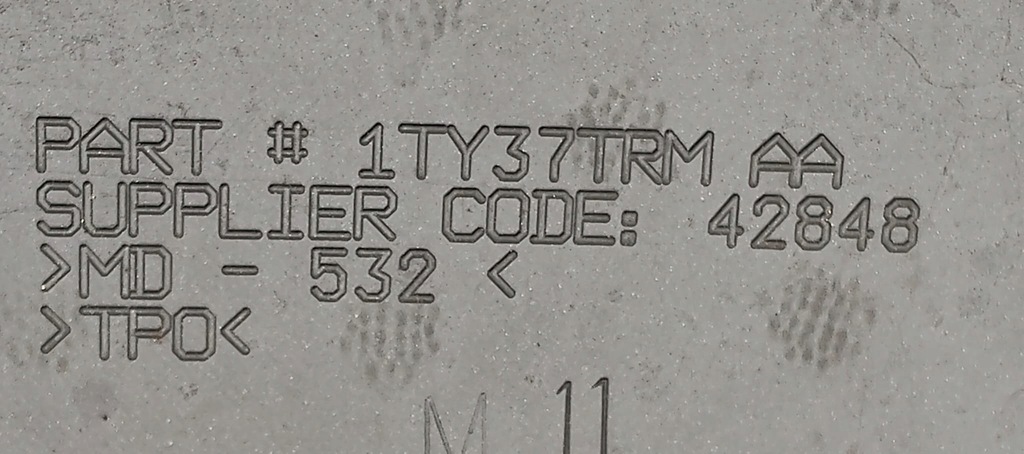 PART # 1TY37TRM AA
SUPPLIER CODE: 42848
>MD - 532 <
>TPO<
M 11